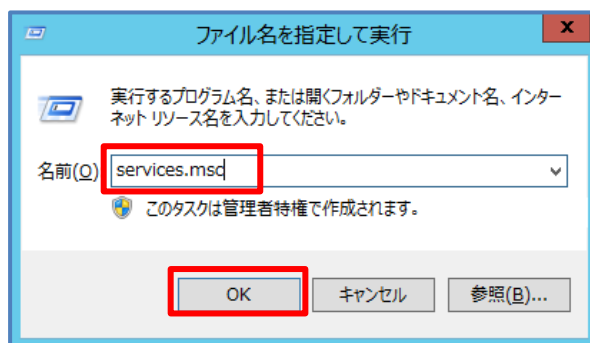 ファイル名を指定して実行
x
実行するプログラム名、または開くフォルダーやドキュメント名、インター
ネット リソース名を入力してください。
名前(O)
services.msc
このタスクは管理者特権で作成されます。
OK
キャンセル
参照(B)...